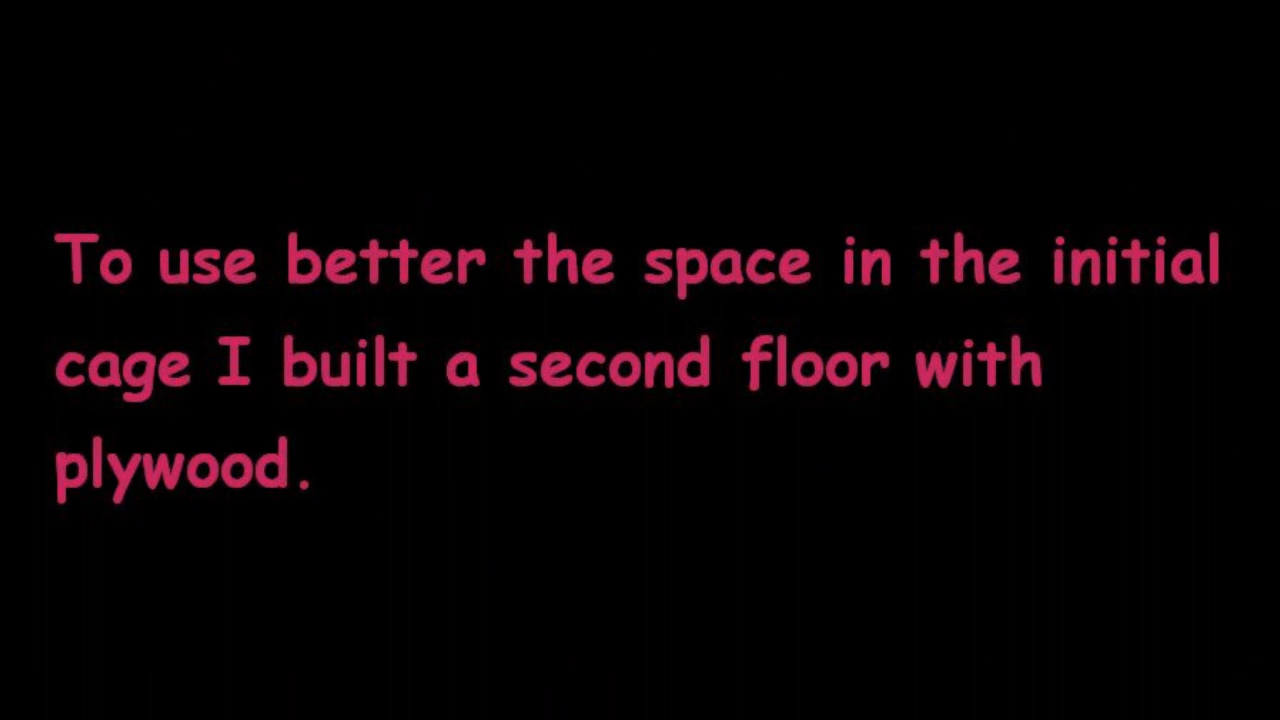 To use better the space in the initial
cage I built a second floor with
plywood.